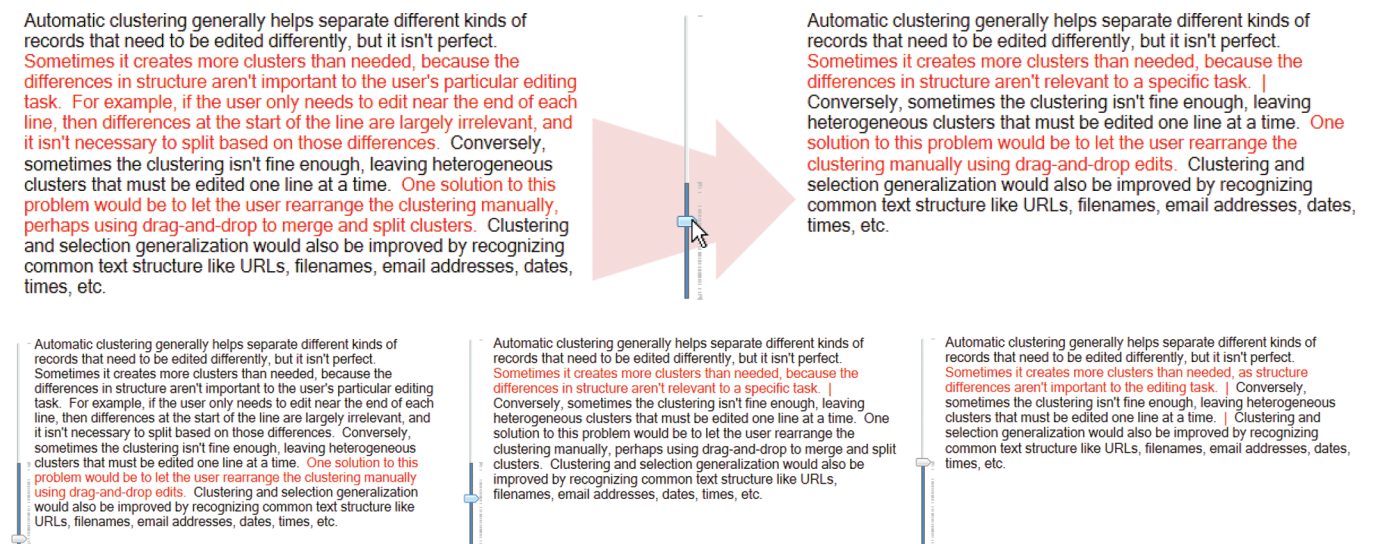 Automatic clustering generally helps separate different kinds of
records that need to be edited differently, but it isn't perfect.
Sometimes it creates more clusters than needed, because the
differences in structure aren't important to the user's particular editing
task.  For example, if the user only needs to edit near the end of each
line, then differences at the start of the line are largely irrelevant, and
it isn't necessary to split based on those differences.  Conversely,
sometimes the clustering isn't fine enough, leaving heterogeneous
clusters that must be edited one line at a time.  One solution to this
problem would be to let the user rearrange the clustering manually,
perhaps using drag-and-drop to merge and split clusters.  Clustering
and selection generalization would also be improved by recognizing
common text structure like URLs, filenames, email addresses, dates,
times, etc.
Automatic clustering generally helps separate different kinds of
records that need to be edited differently, but it isn't perfect.
Sometimes it creates more clusters than needed, because the
differences in structure aren't relevant to a specific task.  |
Conversely, sometimes the clustering isn't fine enough, leaving
heterogeneous clusters that must be edited one line at a time.  One
solution to this problem would be to let the user rearrange the
clustering manually using drag-and-drop edits.  Clustering and
selection generalization would also be improved by recognizing
common text structure like URLs, filenames, email addresses, dates,
times, etc.
Automatic clustering generally helps separate different kinds of
records that need to be edited differently, but it isn't perfect.
Sometimes it creates more clusters than needed, because the
differences in structure aren't important to the user's particular editing
task.  For example, if the user only needs to edit near the end of each
line, then differences at the start of the line are largely irrelevant, and
it isn't necessary to split based on those differences.  Conversely,
sometimes the clustering isn't fine enough, leaving heterogeneous
clusters that must be edited one line at a time.  One solution to this
problem would be to let the user rearrange the clustering manually
using drag-and-drop edits.  Clustering and selection generalization
would also be improved by recognizing common text structure like
URLs, filenames, email addresses, dates, times, etc.
Automatic clustering generally helps separate different kinds of
records that need to be edited differently, but it isn't perfect.
Sometimes it creates more clusters than needed, because the
differences in structure aren't relevant to a specific task.  |
Conversely, sometimes the clustering isn't fine enough, leaving
heterogeneous clusters that must be edited one line at a time.  One
solution to this problem would be to let the user rearrange the
clustering manually, perhaps using drag-and-drop to merge and split
clusters.  Clustering and selection generalization would also be
improved by recognizing common text structure like URLs,
filenames, email addresses, dates, times, etc.
Automatic clustering generally helps separate different kinds of
records that need to be edited differently, but it isn't perfect.
Sometimes it creates more clusters than needed, as structure
differences aren't important to the editing task.  |  Conversely,
sometimes the clustering isn't fine enough, leaving heterogeneous
clusters that must be edited one line at a time.  |  Clustering and
selection generalization would also be improved by recognizing
common text structure like URLs, filenames, email addresses, dates,
times, etc.